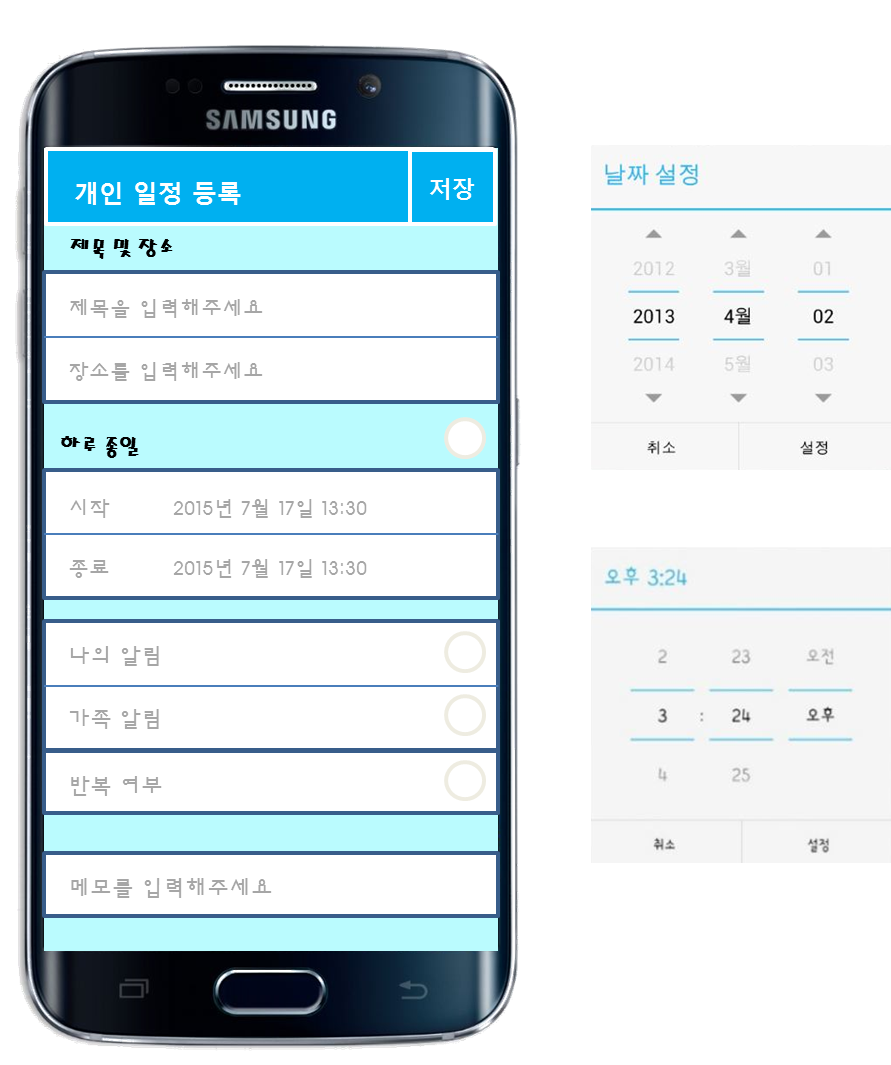 SAMSUNG
개인 일정 등록
저장
제목 및 장소
제목을 입력해주세요
장소를 입력해주세요
하루 종일
시작 2015년 7월 17일 13:30
종료 2015년 7월 17일 13:30
나의 알림
가족 알림
반복 여부
메모를 입력해주세요
날짜 설정
2012 3월 01
2013 4월 02
2014 5월 03
취소 설정
오후 3:24
2 23 오전
3 : 24 오후
4 25
취소 설정